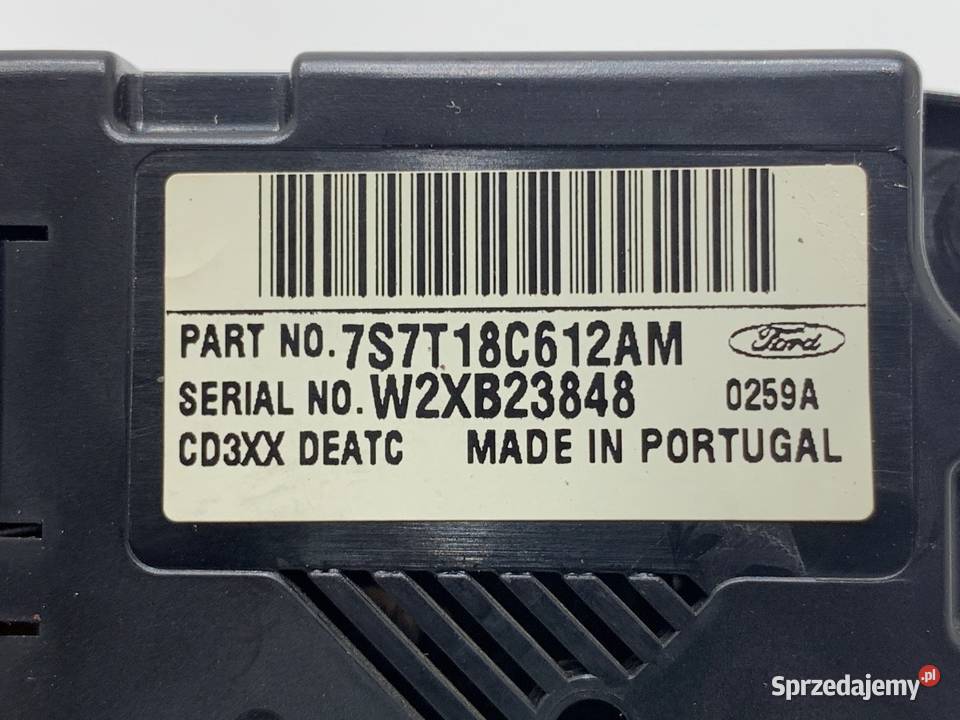 PART NO. 7S7T18C612AM Ford
SERIAL NO. W2XB23848 0259A
CD3XX DEATC MADE IN PORTUGAL
Sprzedajemy.pl